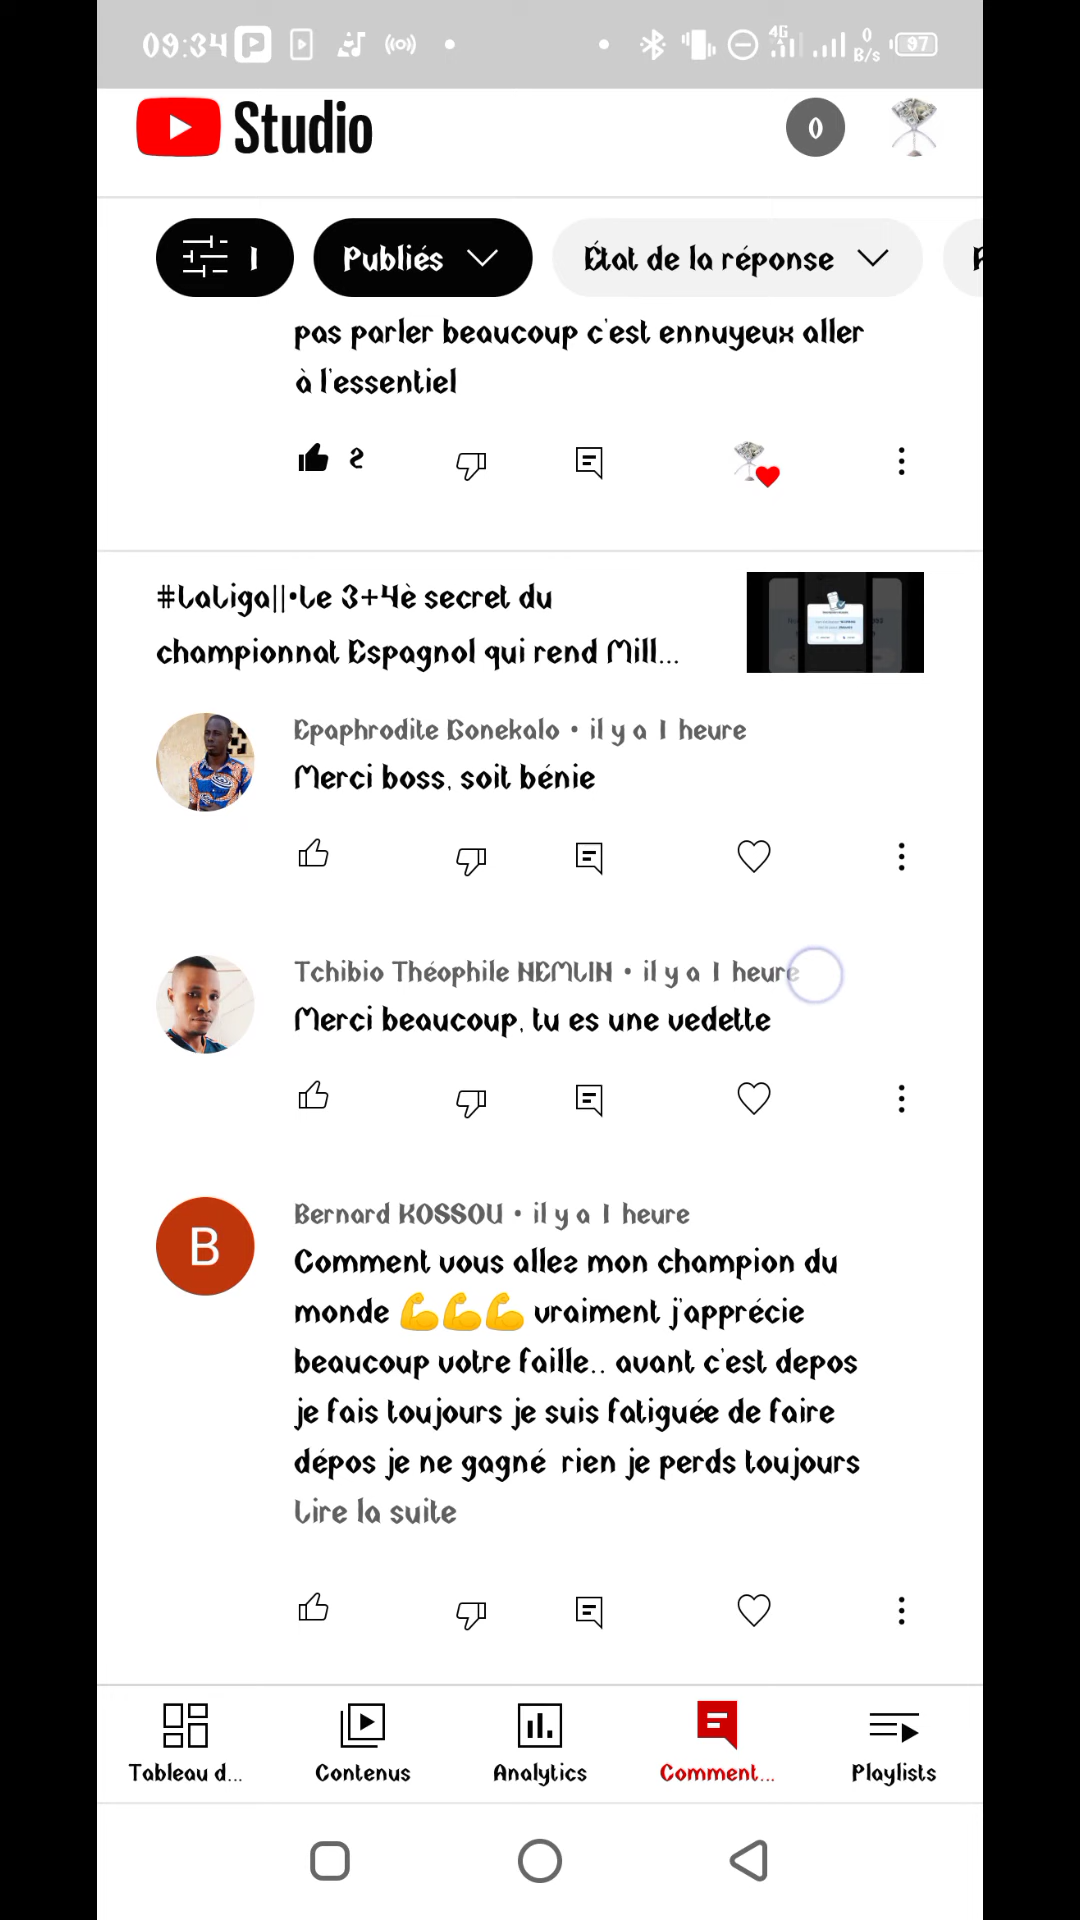 09:34 4G 0 B/s 97
Studio 0
1 Publiés État de la réponse
pas parler beaucoup c'est ennuyeux aller
à l'essentiel
2
#LaLiga||•Le 3+4è secret du
championnat Espagnol qui rend Mill...
Epaphrodite Gonekalo • il y a 1 heure
Merci boss, soit bénie
Tchibio Théophile NEMLIN • il y a 1 heure
Merci beaucoup, tu es une vedette
B
Bernard KOSSOU • il y a 1 heure
Comment vous allez mon champion du
monde 💪💪💪 vraiment j'apprécie
beaucoup votre faille.. avant c'est depos
je fais toujours je suis fatiguée de faire
dépos je ne gagné rien je perds toujours
Lire la suite
Tableau d... Contenus Analytics Comment... Playlists